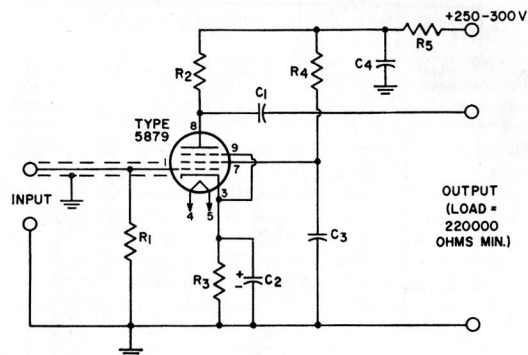 +250-300 V
R5
R2
R4
C4
C1
TYPE
5879
8
9
1
7
3
4
5
INPUT
OUTPUT
(LOAD =
220000
OHMS MIN.)
R1
C3
+
-
R3
C2